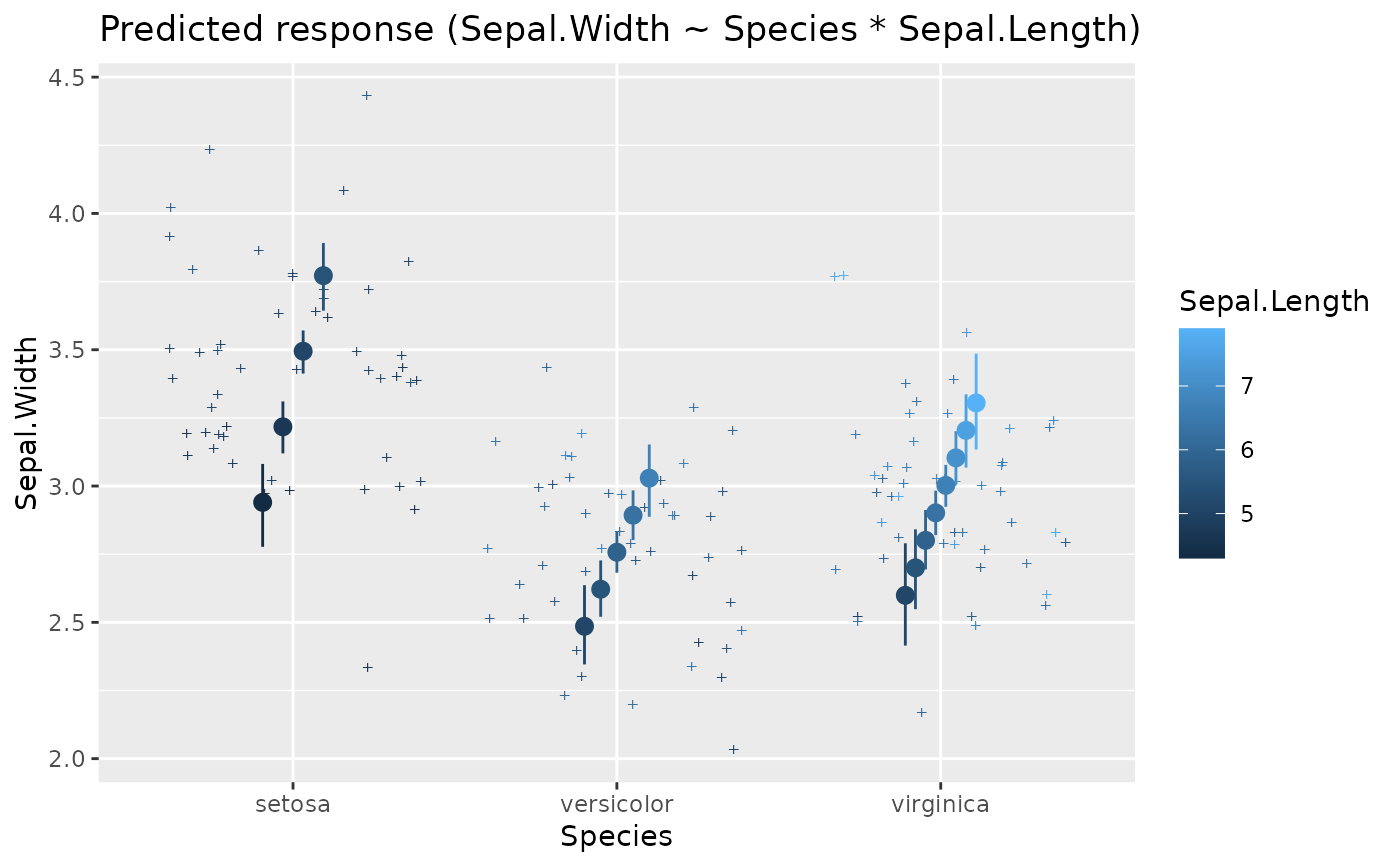 Predicted response (Sepal.Width ~ Species * Sepal.Length)
4.5
4.0
3.5
3.0
2.5
2.0
Sepal.Width
setosa
versicolor
virginica
Species
Sepal.Length
7
6
5